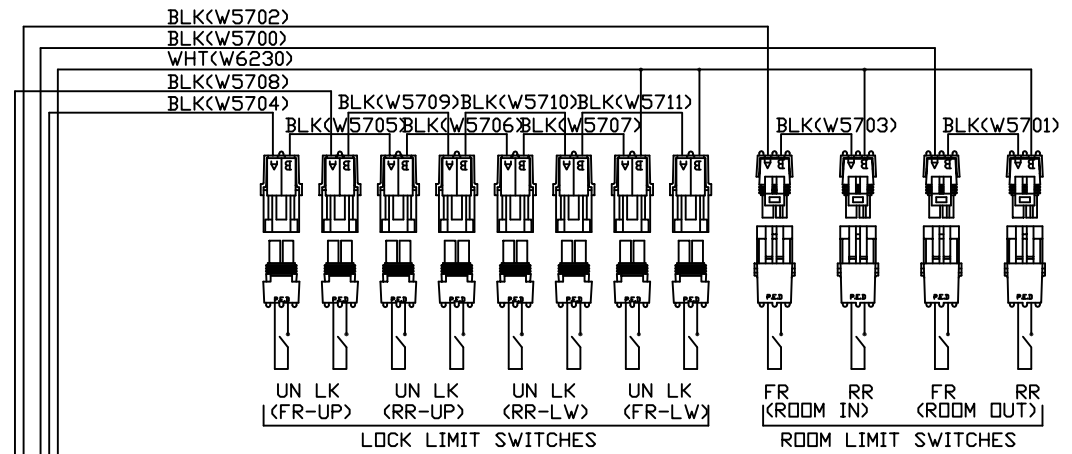 BLK(W5702)
BLK(W5700)
WHT(W6230)
BLK(W5708)
BLK(W5704)
BLK(W5709) BLK(W5710) BLK(W5711)
BLK(W5705) BLK(W5706) BLK(W5707) BLK(W5703) BLK(W5701)
A B A B A B A B A B A B A B A B A B A B A B A B
P.E.D P.E.D P.E.D P.E.D P.E.D P.E.D P.E.D P.E.D P.E.D P.E.D P.E.D P.E.D
UN LK UN LK UN LK UN LK FR RR FR RR
(FR-UP) (RR-UP) (RR-LW) (FR-LW) (ROOM IN) (ROOM OUT)
LOCK LIMIT SWITCHES ROOM LIMIT SWITCHES